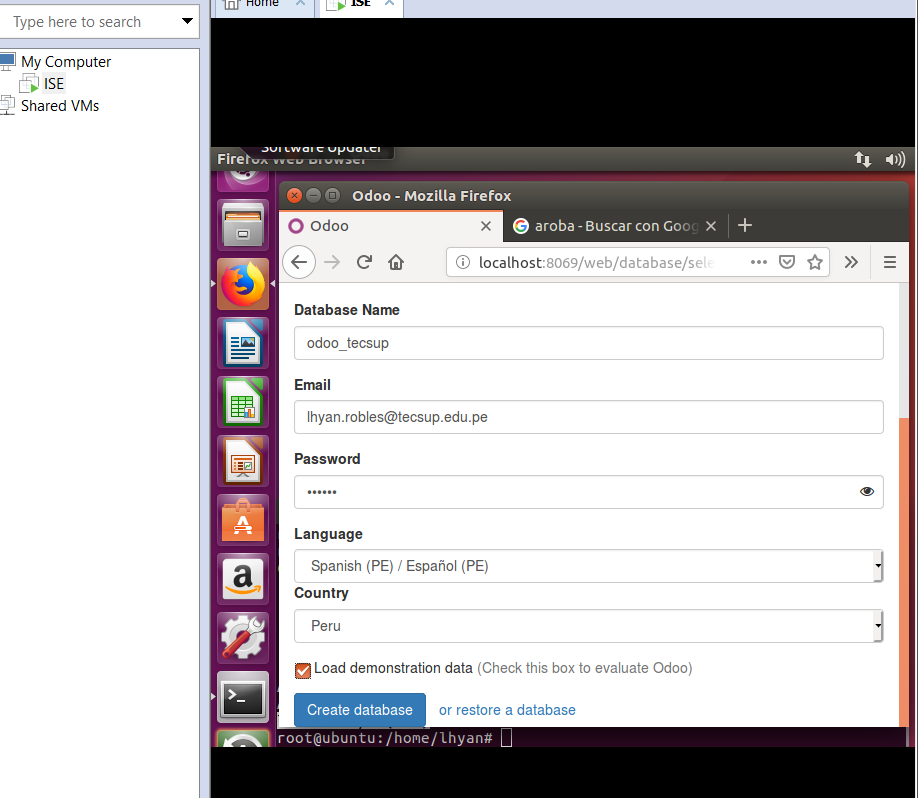 Home
ISE
Type here to search
My Computer
ISE
Shared VMs
Software Updater
Firefox Web Browser
Odoo - Mozilla Firefox
Odoo
aroba - Buscar con Goog
localhost:8069/web/database/sele
Database Name
odoo_tecsup
Email
lhyan.robles@tecsup.edu.pe
Password
••••••
Language
Spanish (PE) / Español (PE)
Country
Peru
Load demonstration data (Check this box to evaluate Odoo)
Create database or restore a database
root@ubuntu:/home/lhyan#